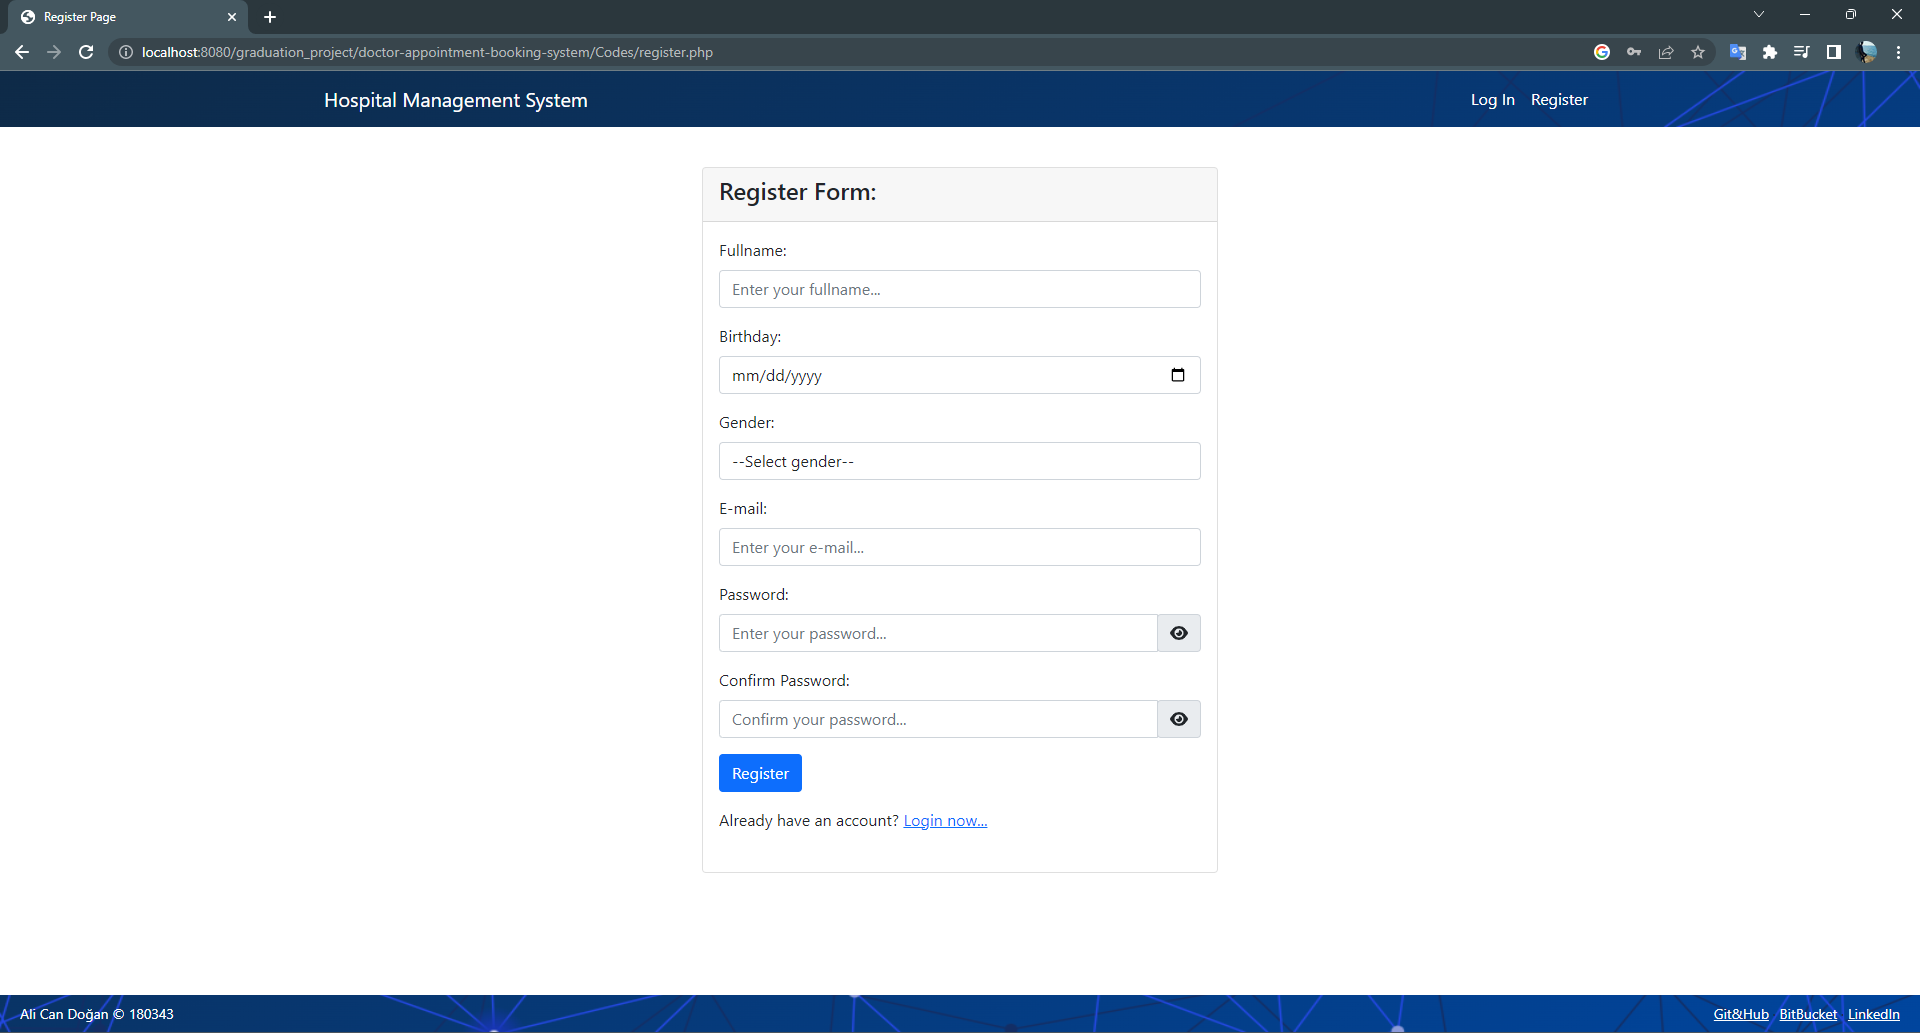 Register Page
localhost:8080/graduation_project/doctor-appointment-booking-system/Codes/register.php
Hospital Management System
Log In Register
Register Form:
Fullname:
Enter your fullname...
Birthday:
mm/dd/yyyy
Gender:
--Select gender--
E-mail:
Enter your e-mail...
Password:
Enter your password...
Confirm Password:
Confirm your password...
Register
Already have an account? Login now...
Ali Can Doğan © 180343
Git&Hub BitBucket LinkedIn